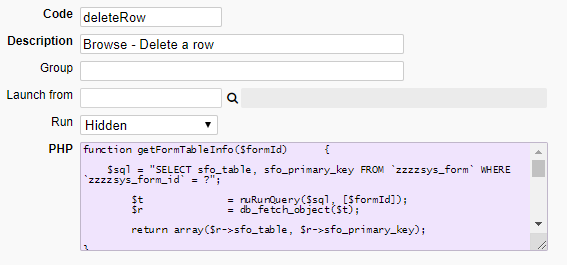 Code deleteRow
Description Browse - Delete a row
Group
Launch from
Run Hidden
PHP function getFormTableInfo($formId) {
$sql = "SELECT sfo_table, sfo_primary_key FROM `zzzzsys_form` WHERE
`zzzzsys_form_id` = ?";
$t = nuRunQuery($sql, [$formId]);
$r = db_fetch_object($t);
return array($r->sfo_table, $r->sfo_primary_key);
}